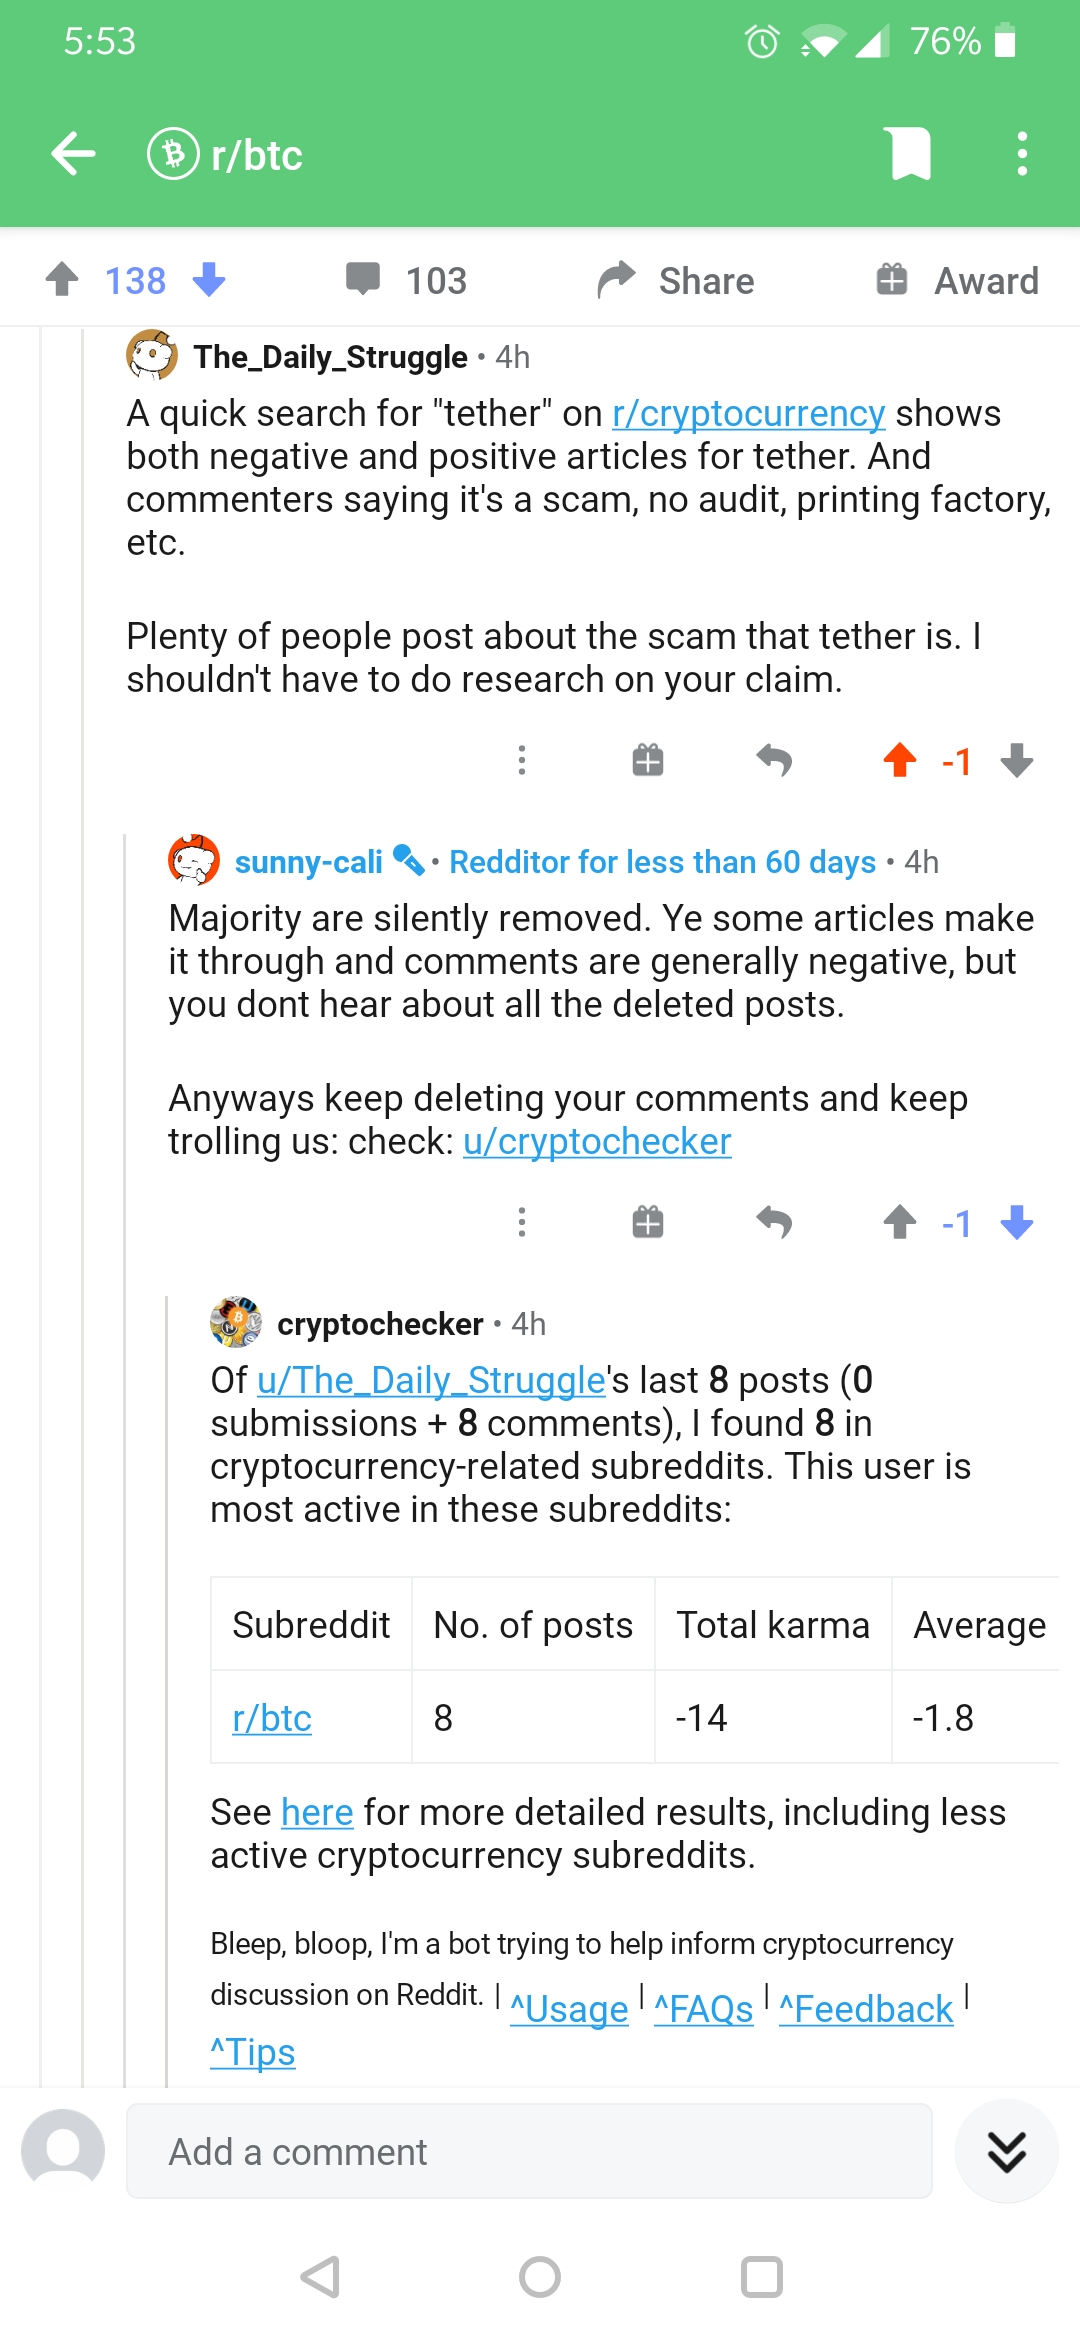 5:53
76%
r/btc
138
103
Share
Award
The_Daily_Struggle • 4h
A quick search for "tether" on r/cryptocurrency shows
both negative and positive articles for tether. And
commenters saying it's a scam, no audit, printing factory,
etc.
Plenty of people post about the scam that tether is. I
shouldn't have to do research on your claim.
-1
sunny-cali • Redditor for less than 60 days • 4h
Majority are silently removed. Ye some articles make
it through and comments are generally negative, but
you dont hear about all the deleted posts.
Anyways keep deleting your comments and keep
trolling us: check: u/cryptochecker
-1
cryptochecker • 4h
Of u/The_Daily_Struggle's last 8 posts (0
submissions + 8 comments), I found 8 in
cryptocurrency-related subreddits. This user is
most active in these subreddits:
Subreddit No. of posts Total karma Average
r/btc 8 -14 -1.8
See here for more detailed results, including less
active cryptocurrency subreddits.
Bleep, bloop, I'm a bot trying to help inform cryptocurrency
discussion on Reddit. | ^Usage | ^FAQs | ^Feedback |
^Tips
Add a comment